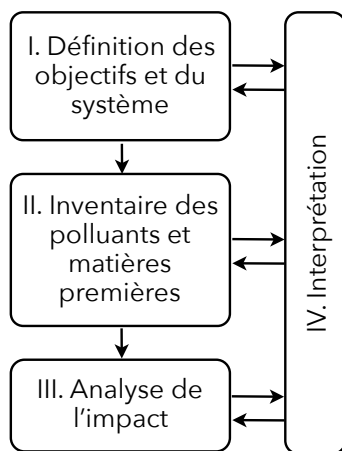 I. Définition des
objectifs et du
système
II. Inventaire des
polluants et
matières
premières
III. Analyse de
l'impact
IV. Interprétation